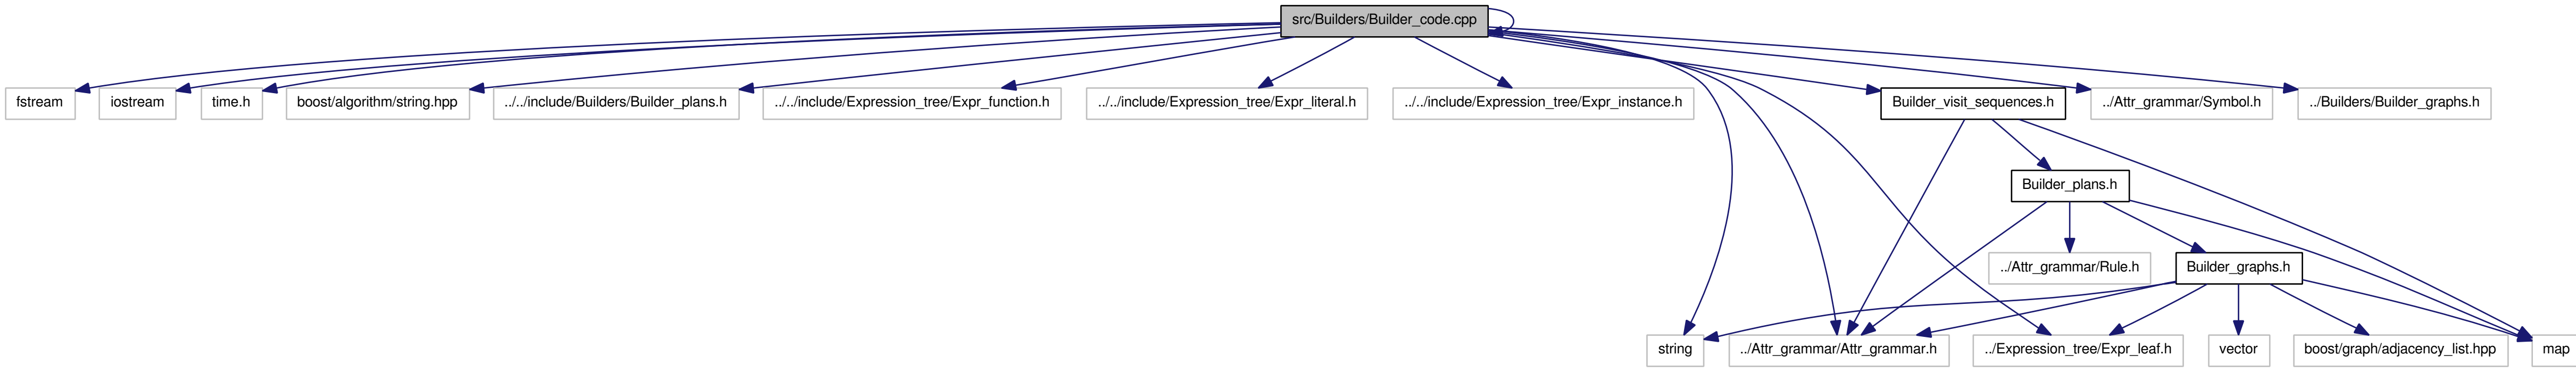 src/Builders/Builder_code.cpp
fstream
iostream
time.h
boost/algorithm/string.hpp
../../include/Builders/Builder_plans.h
../../include/Expression_tree/Expr_function.h
../../include/Expression_tree/Expr_literal.h
../../include/Expression_tree/Expr_instance.h
Builder_visit_sequences.h
../Attr_grammar/Symbol.h
../Builders/Builder_graphs.h
Builder_plans.h
../Attr_grammar/Rule.h
Builder_graphs.h
string
../Attr_grammar/Attr_grammar.h
../Expression_tree/Expr_leaf.h
vector
boost/graph/adjacency_list.hpp
map